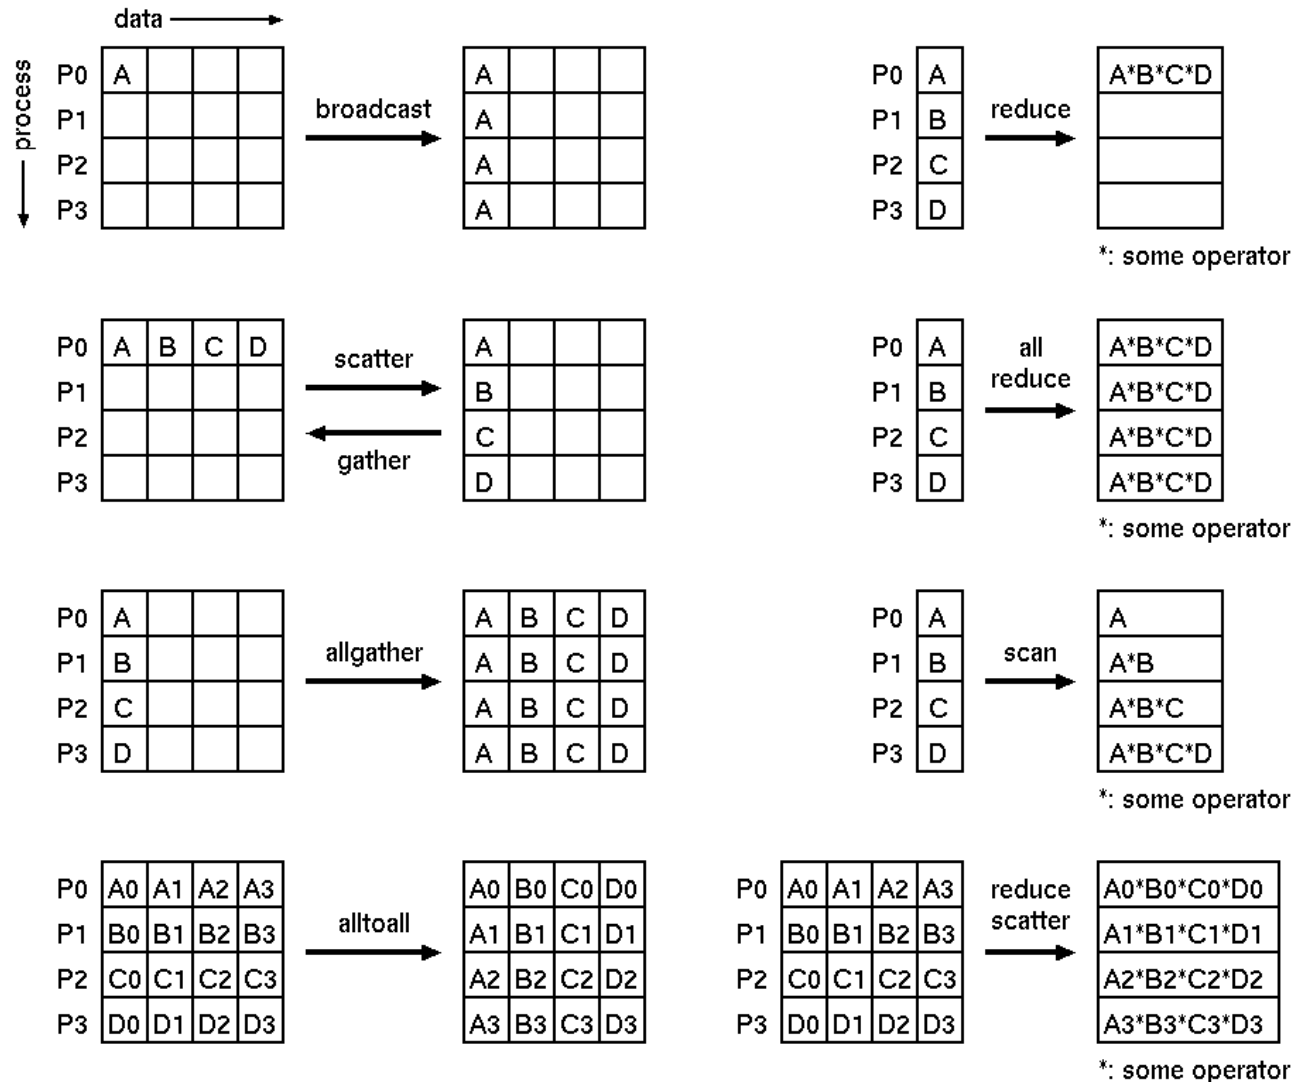 data
process
P0 A
P1
P2
P3
broadcast
A
A
A
A
P0 A
P1 B
P2 C
P3 D
reduce
A*B*C*D
*: some operator
P0 A B C D
P1
P2
P3
scatter
gather
A
B
C
D
P0 A
P1 B
P2 C
P3 D
all
reduce
A*B*C*D
A*B*C*D
A*B*C*D
A*B*C*D
*: some operator
P0 A
P1 B
P2 C
P3 D
allgather
A B C D
A B C D
A B C D
A B C D
P0 A
P1 B
P2 C
P3 D
scan
A
A*B
A*B*C
A*B*C*D
*: some operator
P0 A0 A1 A2 A3
P1 B0 B1 B2 B3
P2 C0 C1 C2 C3
P3 D0 D1 D2 D3
alltoall
A0 B0 C0 D0
A1 B1 C1 D1
A2 B2 C2 D2
A3 B3 C3 D3
P0 A0 A1 A2 A3
P1 B0 B1 B2 B3
P2 C0 C1 C2 C3
P3 D0 D1 D2 D3
reduce
scatter
A0*B0*C0*D0
A1*B1*C1*D1
A2*B2*C2*D2
A3*B3*C3*D3
*: some operator